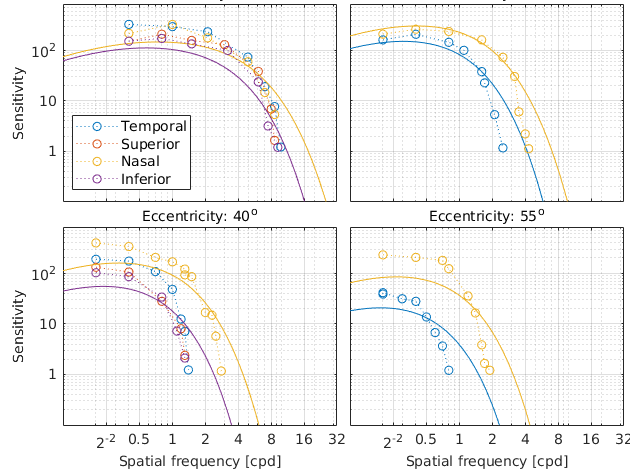 Sensitivity
10²
10
1
Temporal
Superior
Nasal
Inferior
Eccentricity: 40°
Eccentricity: 55°
Sensitivity
10²
10
1
2⁻² 0.5 1 2 4 8 16 32
2⁻² 0.5 1 2 4 8 16 32
Spatial frequency [cpd]
Spatial frequency [cpd]